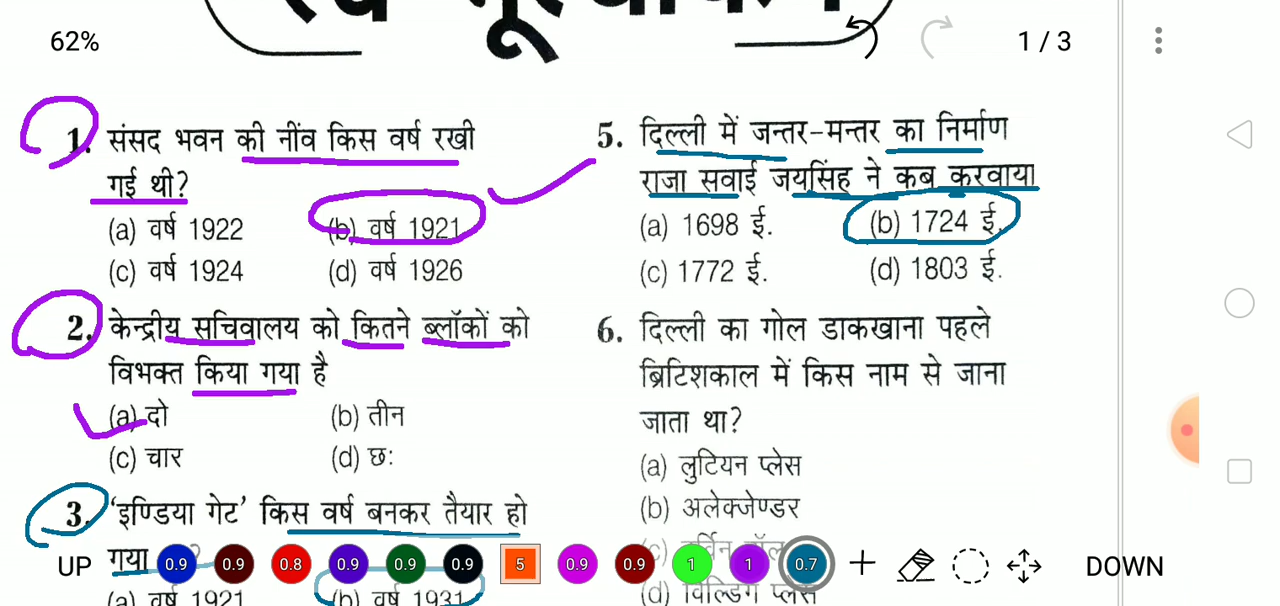 62%
1 / 3
1. संसद भवन की नींव किस वर्ष रखी
गई थी?
(a) वर्ष 1922 (b) वर्ष 1921
(c) वर्ष 1924 (d) वर्ष 1926
2. केन्द्रीय सचिवालय को कितने ब्लॉकों को
विभक्त किया गया है
(a) दो (b) तीन
(c) चार (d) छः
3. ‘इण्डिया गेट’ किस वर्ष बनकर तैयार हो
गया
(a) वर्ष 1921 (b) वर्ष 1931
5. दिल्ली में जन्तर-मन्तर का निर्माण
राजा सवाई जयसिंह ने कब करवाया
(a) 1698 ई. (b) 1724 ई.
(c) 1772 ई. (d) 1803 ई.
6. दिल्ली का गोल डाकखाना पहले
ब्रिटिशकाल में किस नाम से जाना
जाता था?
(a) लुटियन प्लेस
(b) अलेक्जेण्डर
(d) विल्डिंग प्लेस
UP 0.9 0.9 0.8 0.9 0.9 0.9 5 0.9 0.9 1 1 0.7 DOWN